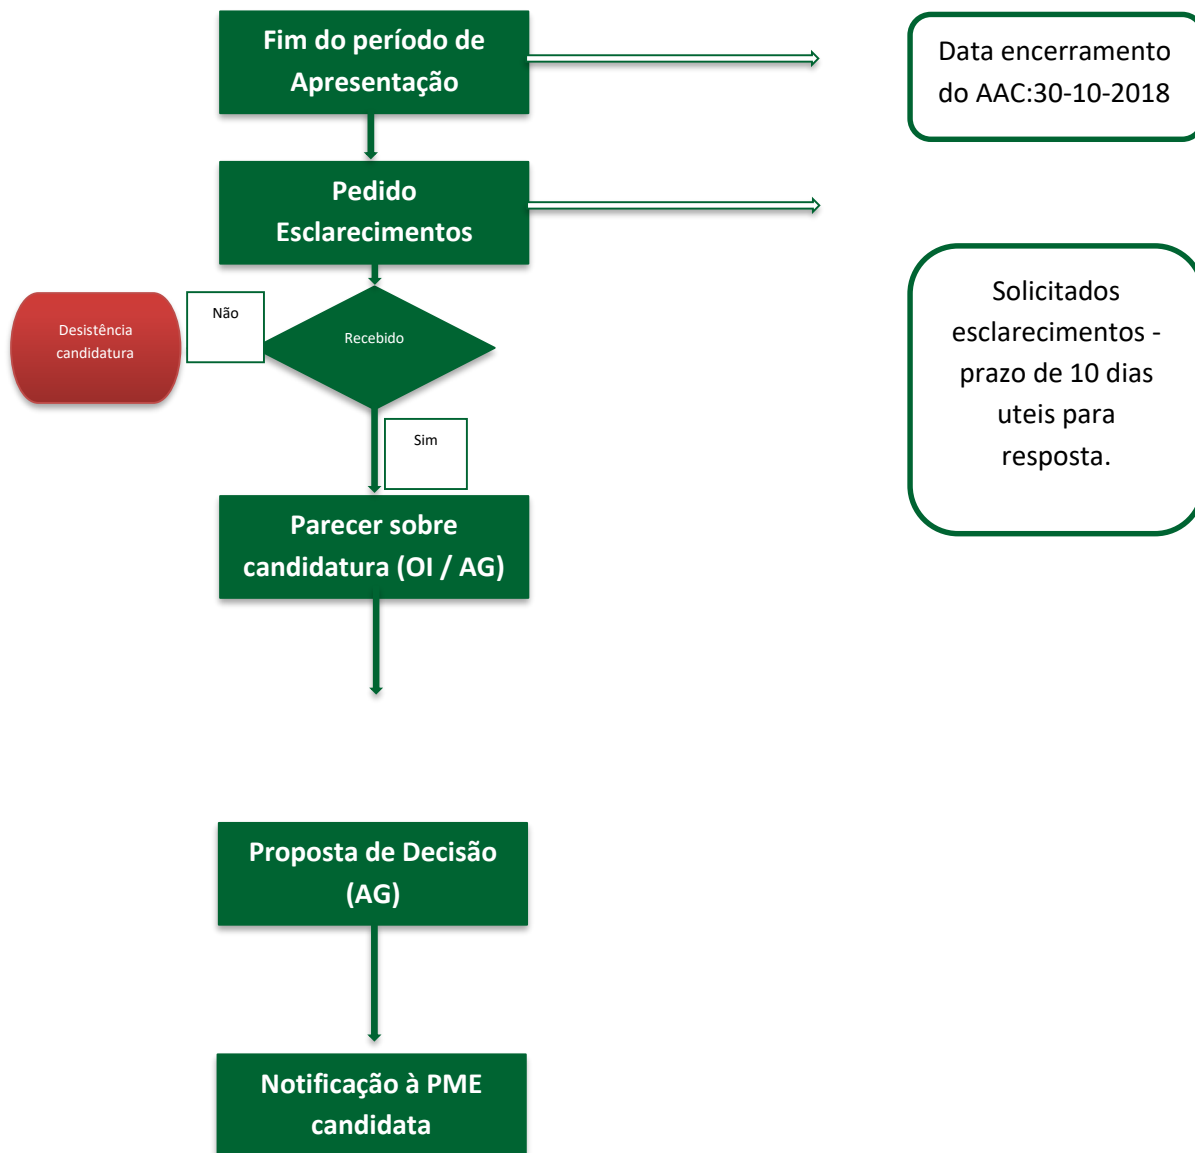 Fim do período de
Apresentação
Data encerramento
do AAC:30-10-2018
Pedido
Esclarecimentos
Solicitados
esclarecimentos -
prazo de 10 dias
uteis para
resposta.
Recebido
Não
Desistência
candidatura
Sim
Parecer sobre
candidatura (OI / AG)
Proposta de Decisão
(AG)
Notificação à PME
candidata